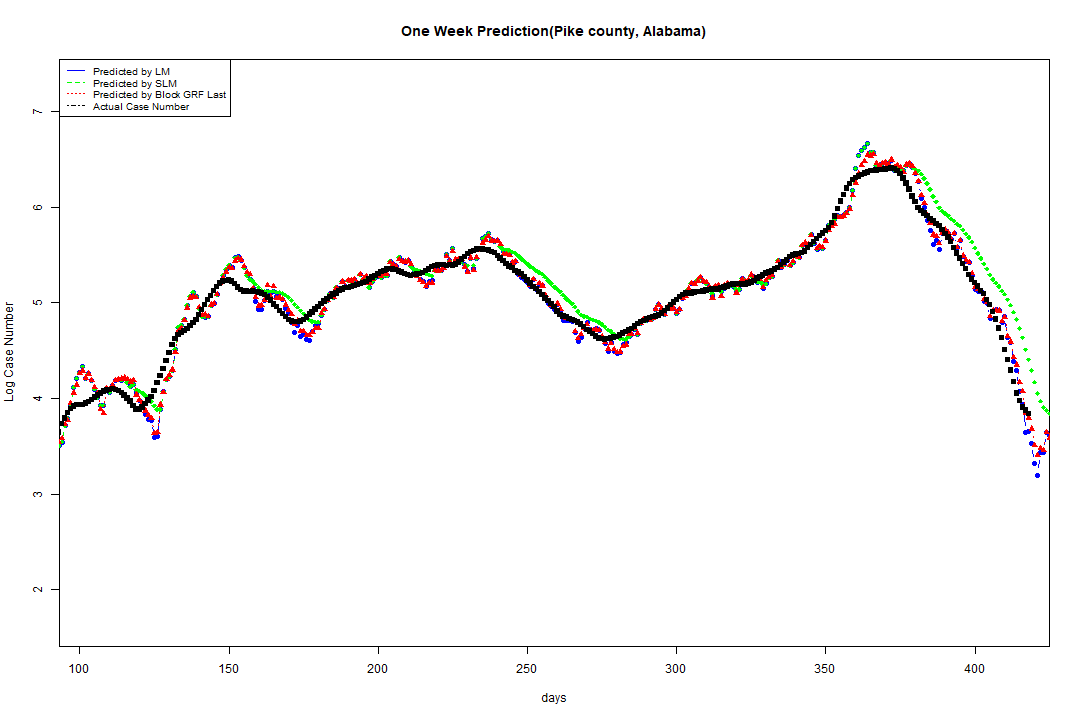 One Week Prediction(Pike county, Alabama)
Predicted by LM
Predicted by SLM
Predicted by Block GRF Last
Actual Case Number
7
6
5
4
3
2
Log Case Number
100 150 200 250 300 350 400
days